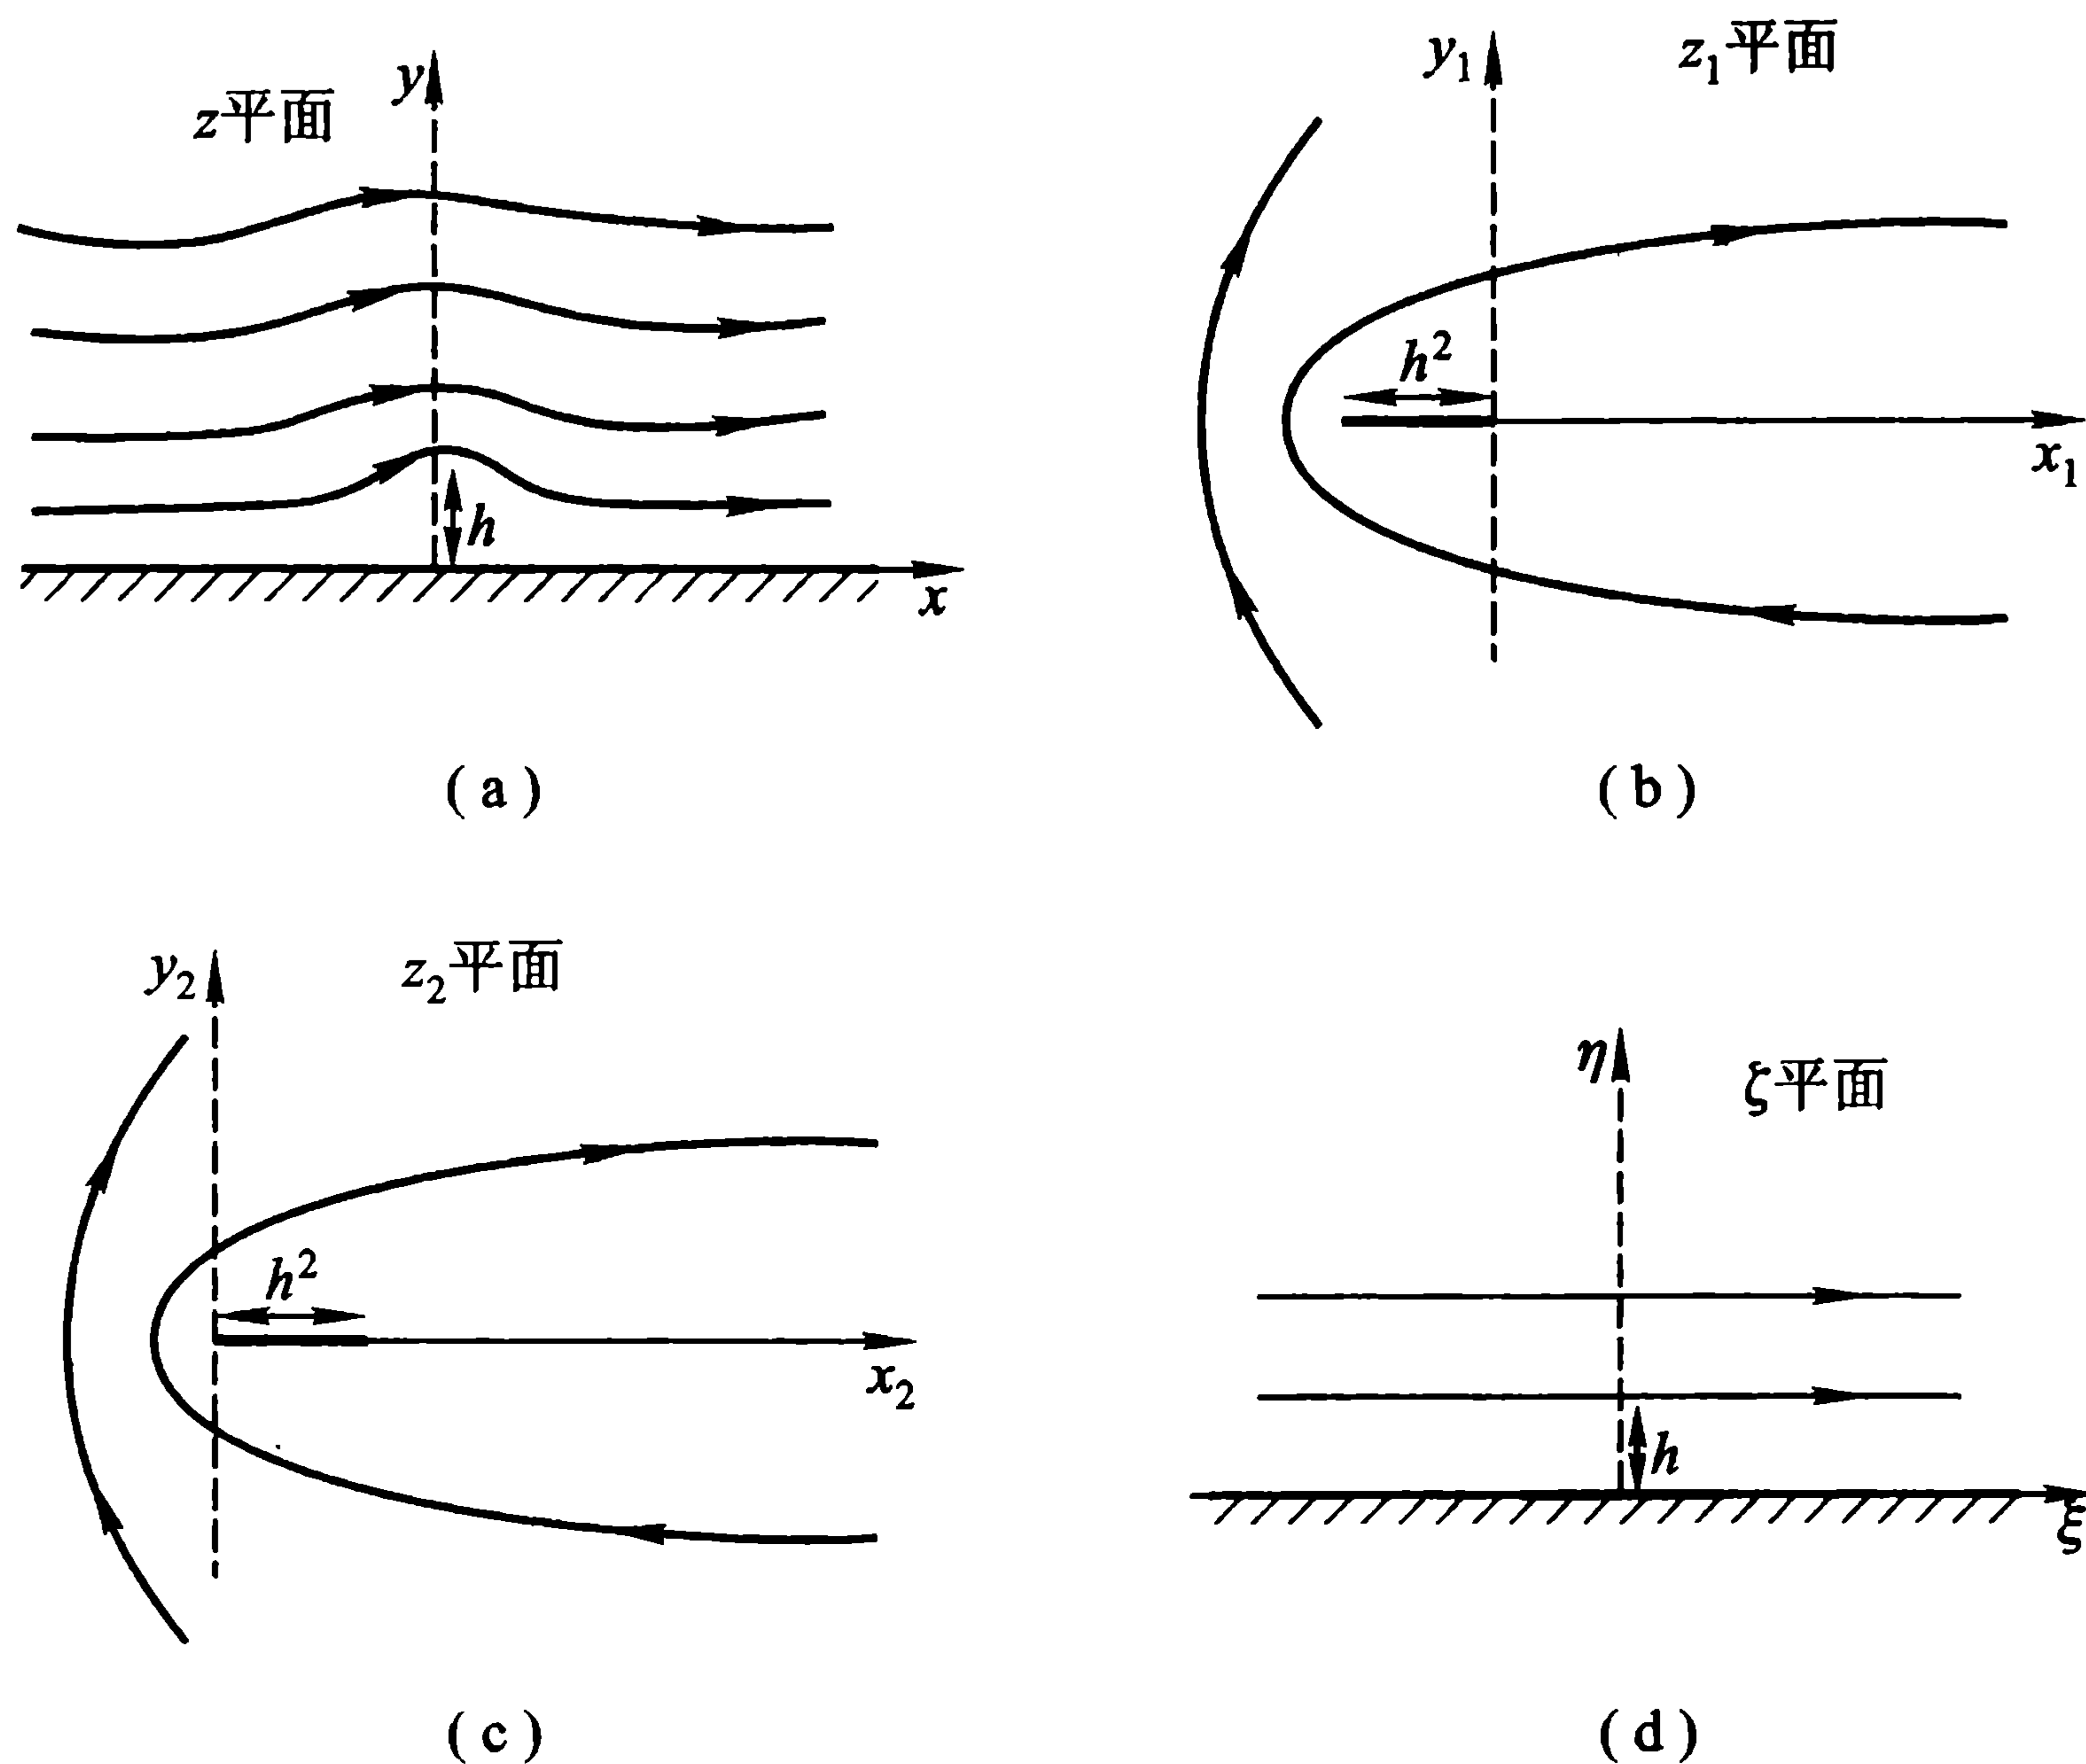 z平面
y
h
x
(a)
z₁平面
y₁
h²
x₁
(b)
z₂平面
y₂
h²
x₂
(c)
ζ平面
η
h
ξ
(d)